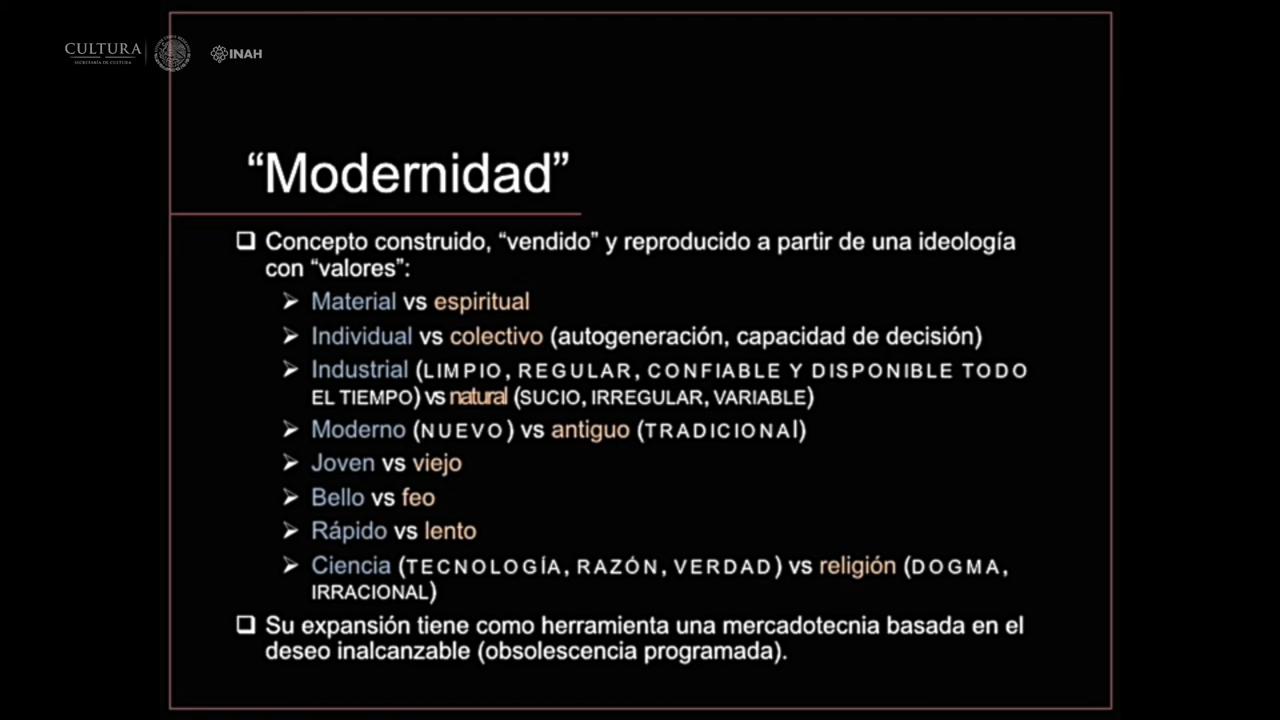 CULTURA
SECRETARÍA DE CULTURA
INAH
“Modernidad”
Concepto construido, “vendido” y reproducido a partir de una ideología
con “valores”:
Material vs espiritual
Individual vs colectivo (autogeneración, capacidad de decisión)
Industrial (LIMPIO, REGULAR, CONFIABLE Y DISPONIBLE TODO
EL TIEMPO) vs natural (SUCIO, IRREGULAR, VARIABLE)
Moderno (NUEVO) vs antiguo (TRADICIONAl)
Joven vs viejo
Bello vs feo
Rápido vs lento
Ciencia (TECNOLOGÍA, RAZÓN, VERDAD) vs religión (DOGMA,
IRRACIONAL)
Su expansión tiene como herramienta una mercadotecnia basada en el
deseo inalcanzable (obsolescencia programada).